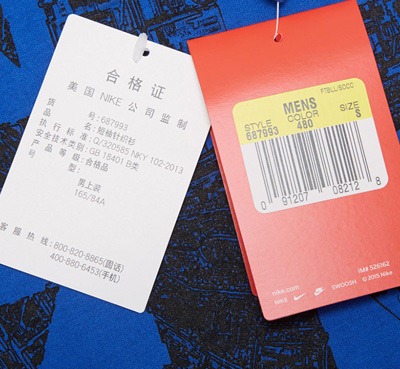 合格证
美国 NIKE 公司监制
货号:687993
品名:短袖针织衫
执行标准:Q/320585 NKY 102-2013
安全技术类别:GB 18401 B类
产品等级:合格品
型
男上装
165/84A
客服热线:800-820-8865(固话)
400-880-6453(手机)
FTBLL/SOCC
MENS
STYLE COLOR SIZE
687993 480 S
0 91207 08212 8
IM# 526162
nike.com
NIKE SWOOSH © 2015 Nike